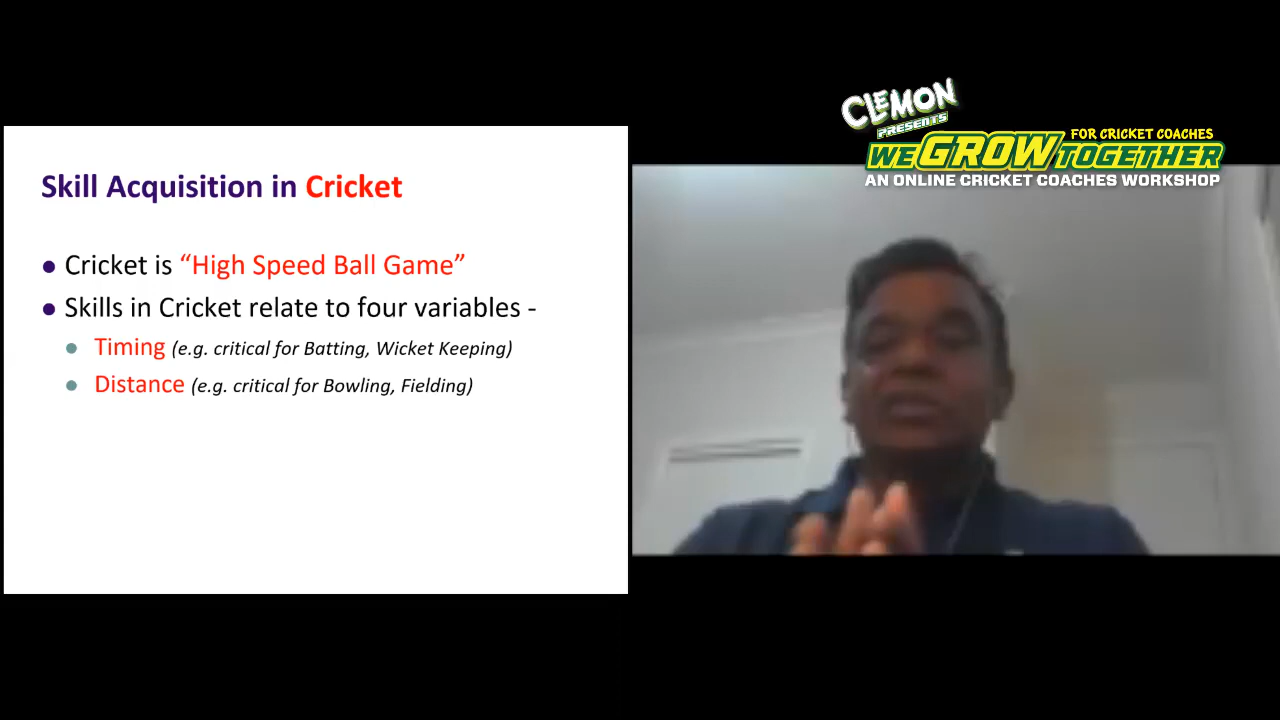 Skill Acquisition in Cricket
● Cricket is “High Speed Ball Game”
● Skills in Cricket relate to four variables -
● Timing (e.g. critical for Batting, Wicket Keeping)
● Distance (e.g. critical for Bowling, Fielding)
CLEMON
PRESENTS
FOR CRICKET COACHES
WE GROW TOGETHER
AN ONLINE CRICKET COACHES WORKSHOP